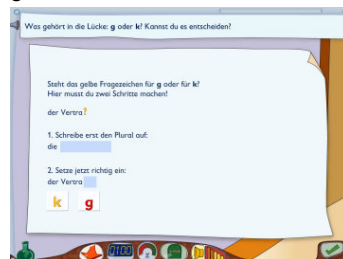 Was gehört in die Lücke: g oder k? Kannst du es entscheiden?
Steht das gelbe Fragezeichen für g oder für k?
Hier musst du zwei Schritte machen!
der Vertra?
1. Schreibe erst den Plural auf:
die
2. Setze jetzt richtig ein:
der Vertra
k g
0100